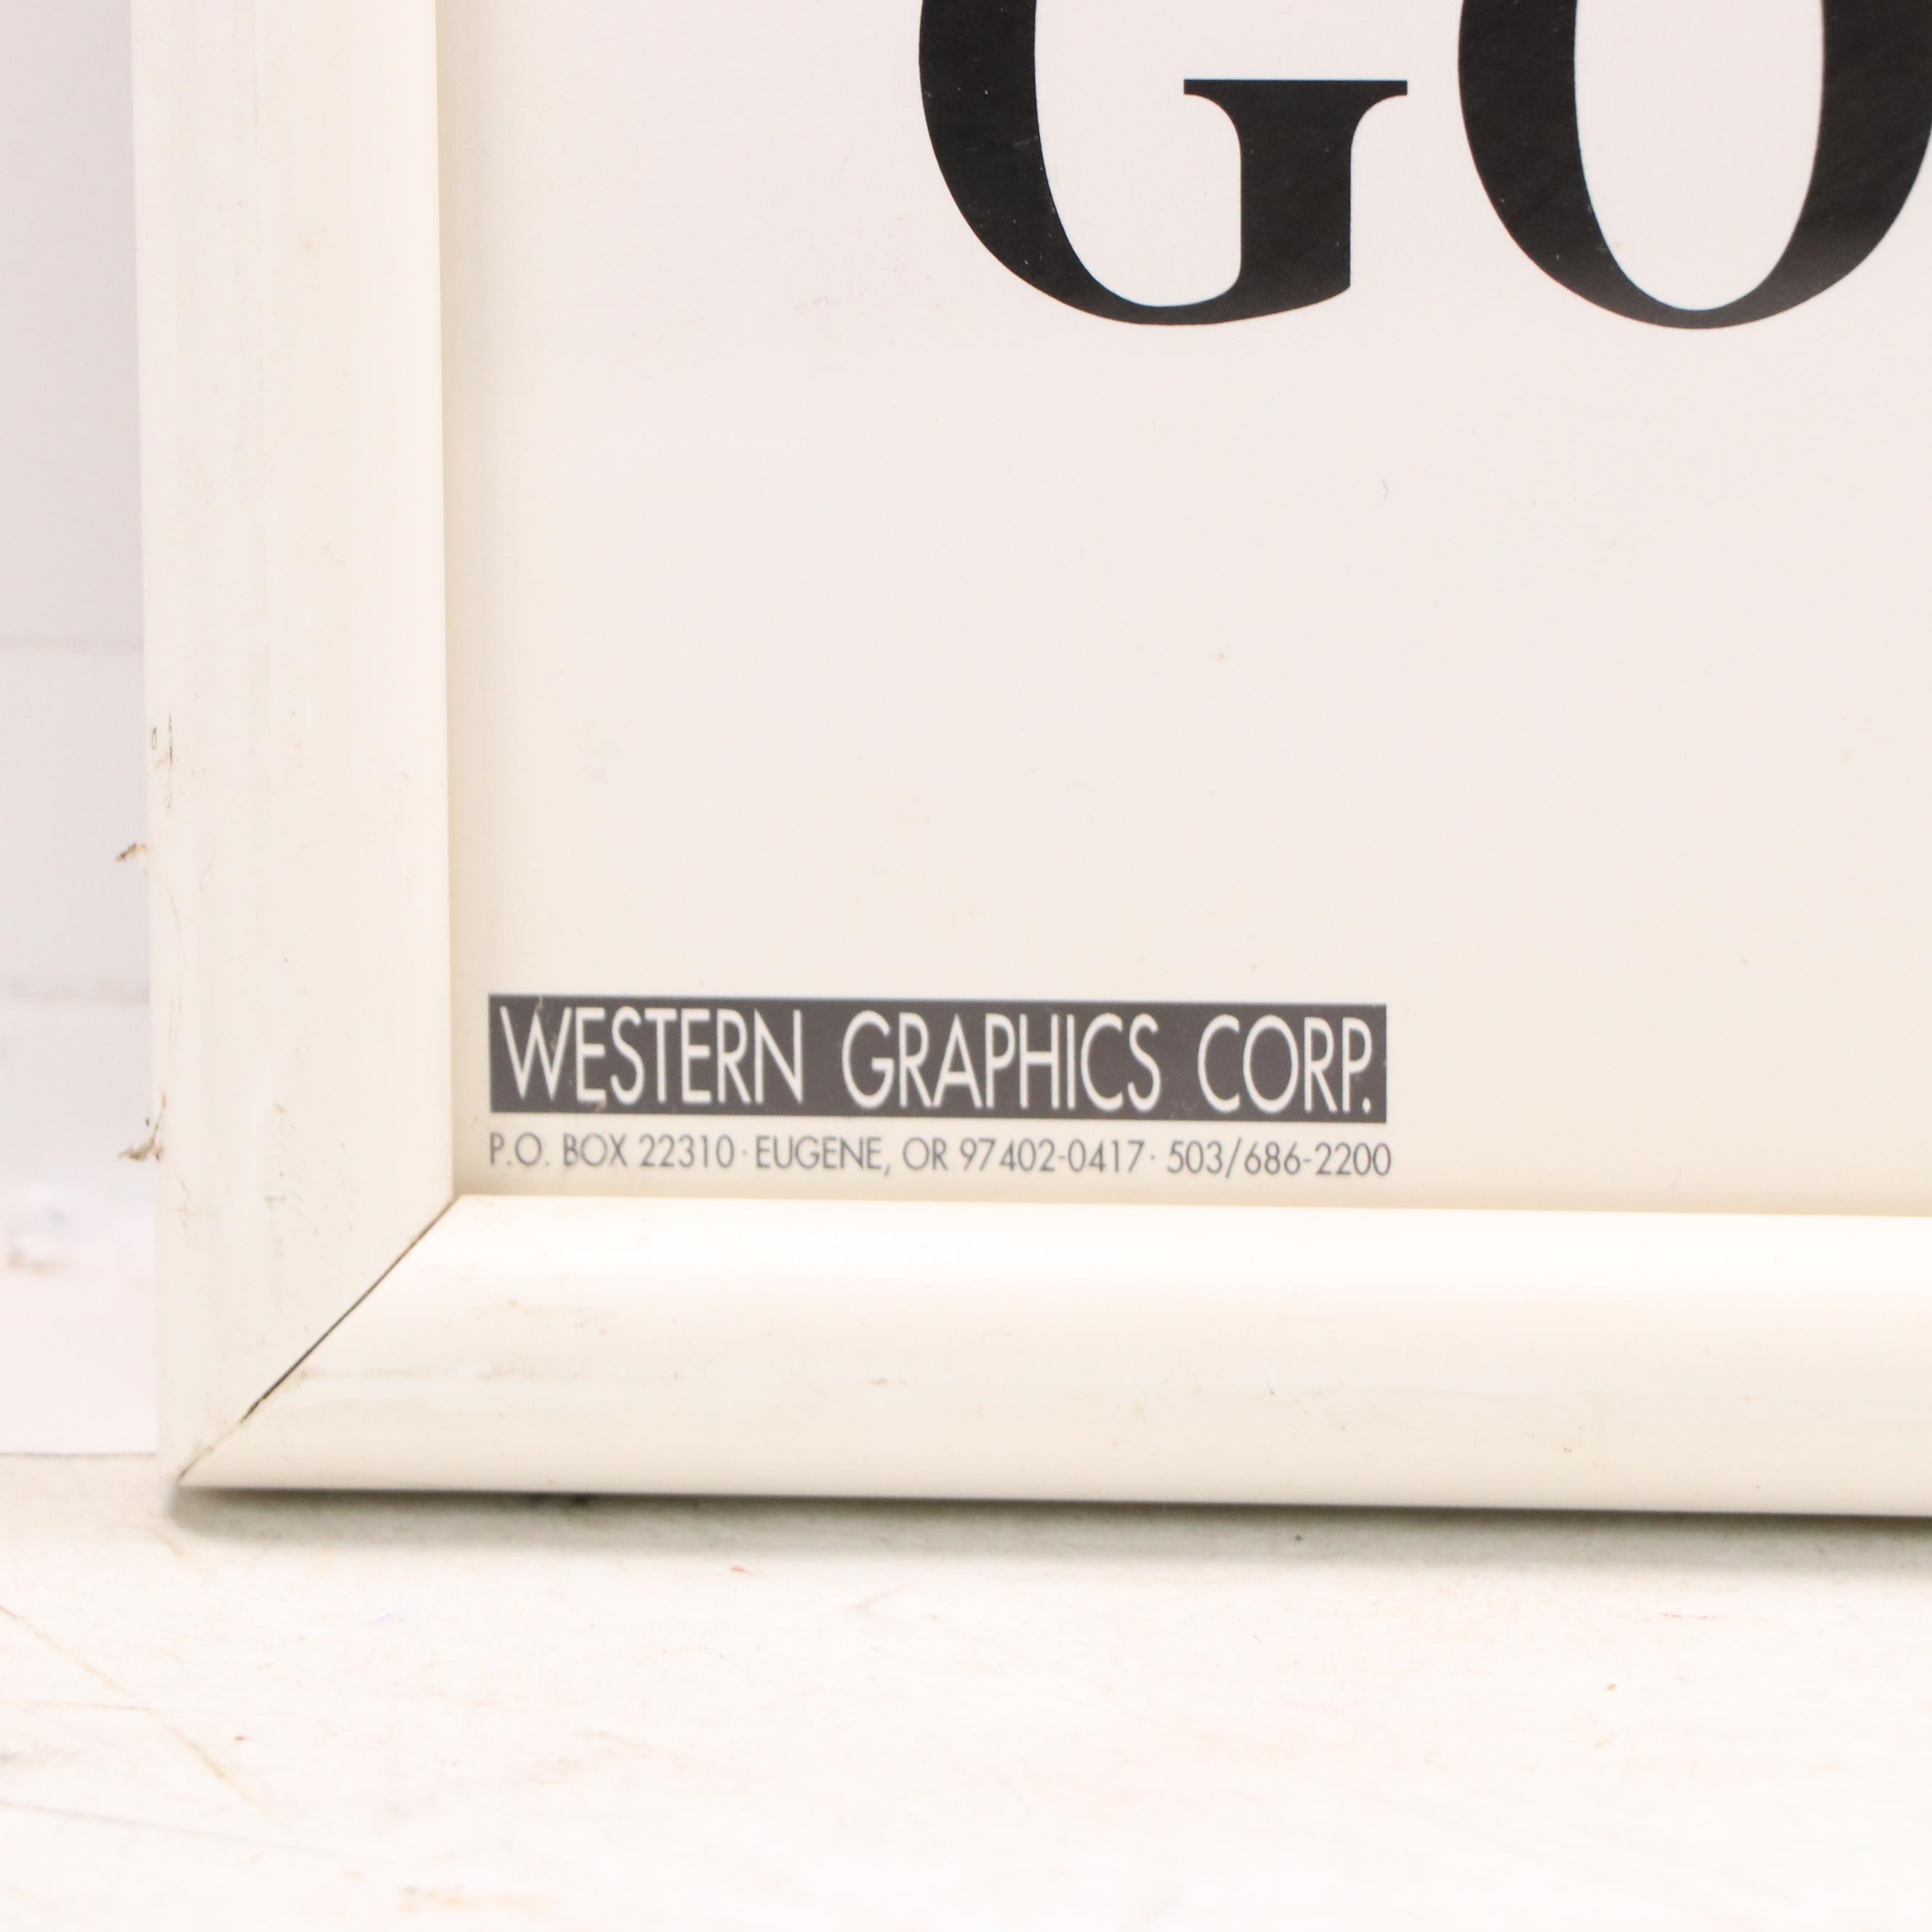 GO
WESTERN GRAPHICS CORP.
P.O. BOX 22310 · EUGENE, OR 97402-0417 · 503/686-2200